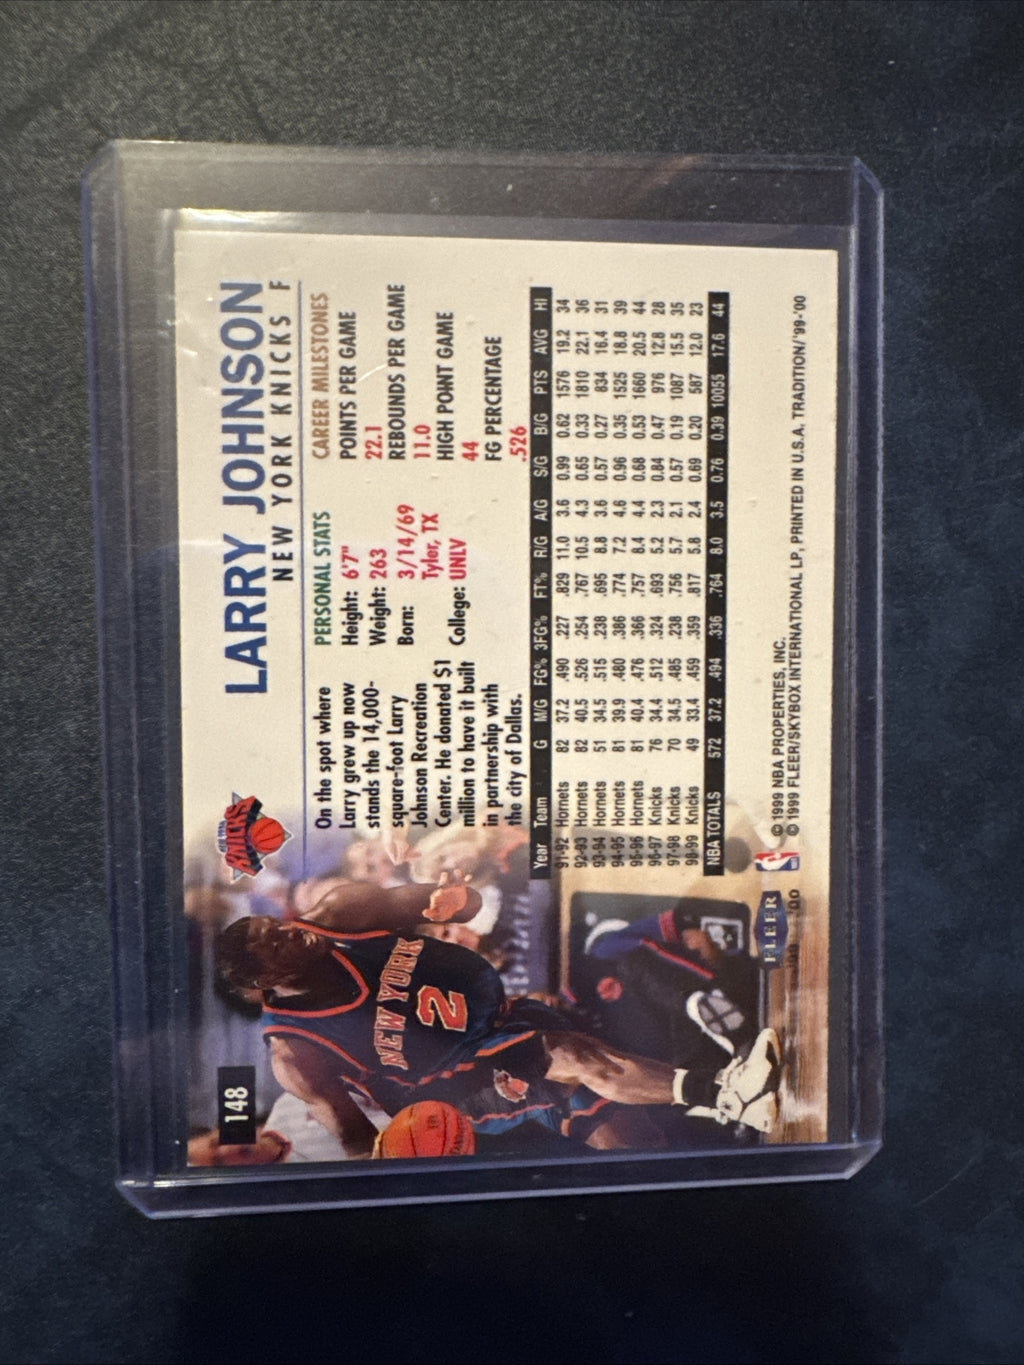 148
LARRY JOHNSON
NEW YORK KNICKS F
On the spot where
Larry grew up now
stands the 14,000-
square-foot Larry
Johnson Recreation
Center. He donated $1
million to have it built
in partnership with
the city of Dallas.
PERSONAL STATS
Height: 6'7"
Weight: 263
Born: 3/14/69
Tyler, TX
College: UNLV
CAREER MILESTONES
POINTS PER GAME
22.1
REBOUNDS PER GAME
11.0
HIGH POINT GAME
44
FG PERCENTAGE
.526
Year Team G M/G FG% 3FG% FT% R/G A/G S/G B/G PTS AVG HI
91-92 Hornets 82 37.2 .490 .227 .829 11.0 3.6 0.99 0.62 1576 19.2 34
92-93 Hornets 82 40.5 .526 .254 .767 10.5 4.3 0.65 0.33 1810 22.1 36
93-94 Hornets 51 34.5 .515 .238 .695 8.8 3.6 0.57 0.27 834 16.4 31
94-95 Hornets 81 39.9 .480 .386 .774 7.2 4.6 0.96 0.35 1525 18.8 39
95-96 Hornets 81 40.4 .476 .366 .757 8.4 4.4 0.68 0.53 1660 20.5 44
96-97 Knicks 76 34.4 .512 .324 .693 5.2 2.3 0.84 0.47 976 12.8 28
97-98 Knicks 70 34.5 .485 .238 .756 5.7 2.1 0.57 0.19 1087 15.5 35
98-99 Knicks 49 33.4 .459 .359 .817 5.8 2.4 0.69 0.20 587 12.0 23
NBA TOTALS 572 37.2 .494 .336 .764 8.0 3.5 0.76 0.39 10055 17.6 44
© 1999 NBA PROPERTIES, INC.
© 1999 FLEER/SKYBOX INTERNATIONAL LP, PRINTED IN U.S.A. TRADITION/'99-'00
KNICKS
NEW YORK
2
FLEER
'99 '00